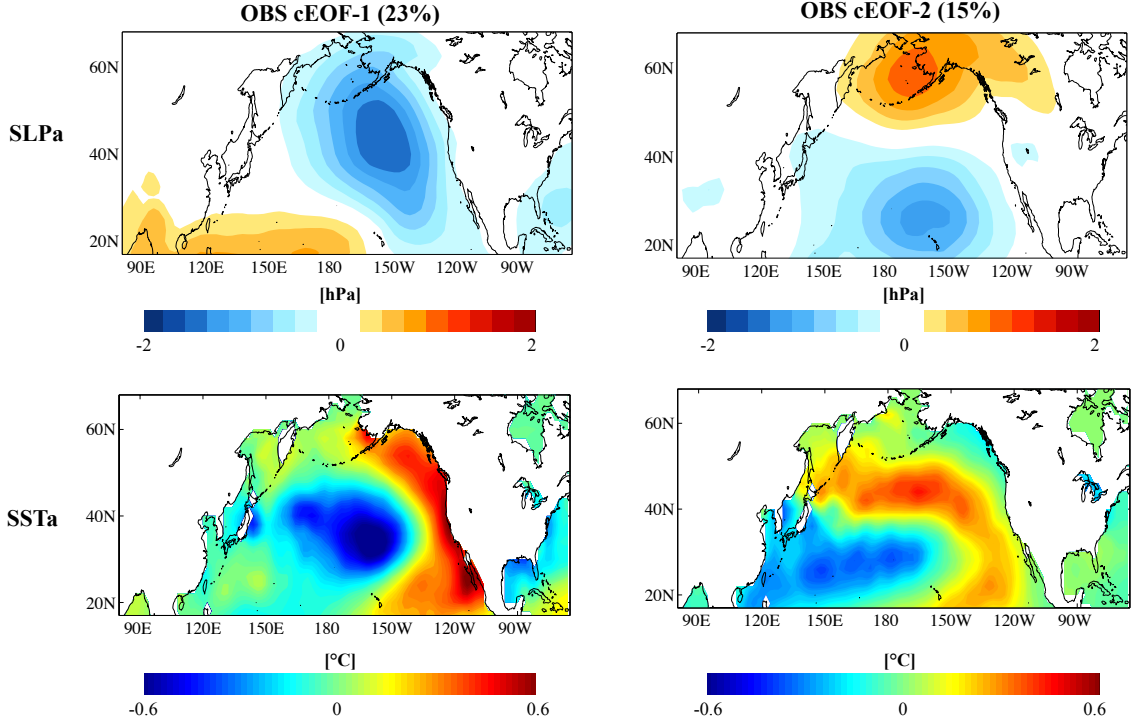 OBS cEOF-1 (23%)
OBS cEOF-2 (15%)
SLPa
60N
40N
20N
90E 120E 150E 180 150W 120W 90W
[hPa]
-2 0 2
60N
40N
20N
90E 120E 150E 180 150W 120W 90W
[hPa]
-2 0 2
SSTa
60N
40N
20N
90E 120E 150E 180 150W 120W 90W
[°C]
-0.6 0 0.6
60N
40N
20N
90E 120E 150E 180 150W 120W 90W
[°C]
-0.6 0 0.6